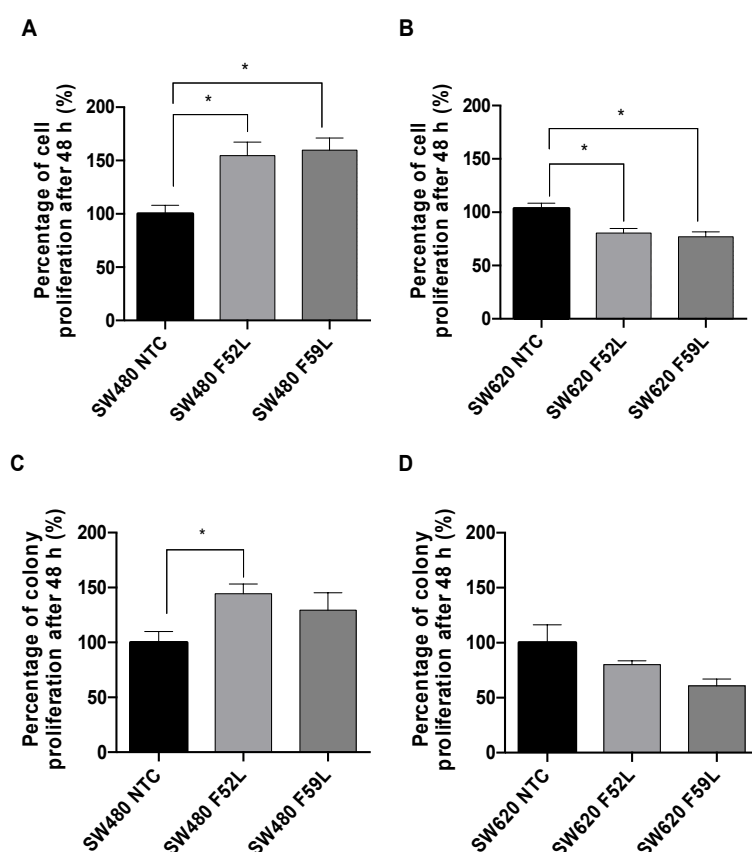 A
Percentage of cell
proliferation after 48 h (%)
200
150
100
50
0
*
*
SW480 NTC
SW480 F52L
SW480 F59L
B
Percentage of cell
proliferation after 48 h (%)
200
150
100
50
0
*
*
SW620 NTC
SW620 F52L
SW620 F59L
C
Percentage of colony
proliferation after 48 h (%)
200
150
100
50
0
*
SW480 NTC
SW480 F52L
SW480 F59L
D
Percentage of colony
proliferation after 48 h (%)
200
150
100
50
0
SW620 NTC
SW620 F52L
SW620 F59L